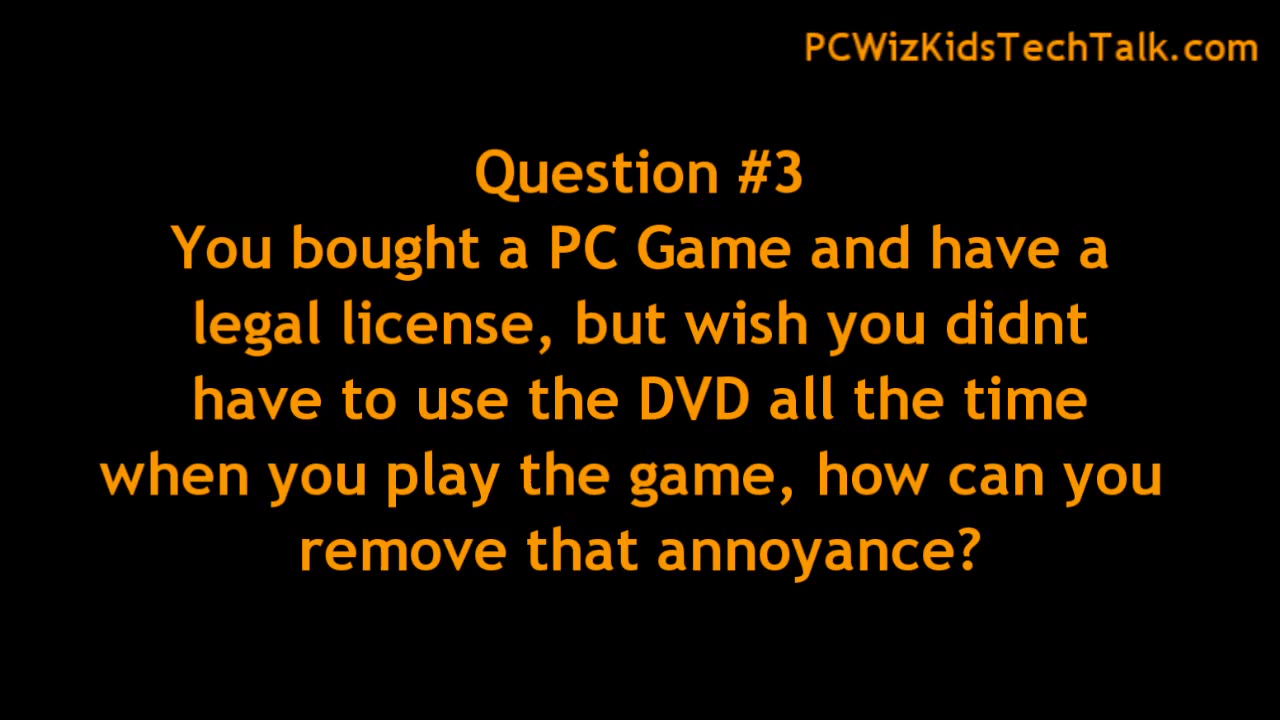 PCWizKidsTechTalk.com
Question #3
You bought a PC Game and have a
legal license, but wish you didnt
have to use the DVD all the time
when you play the game, how can you
remove that annoyance?